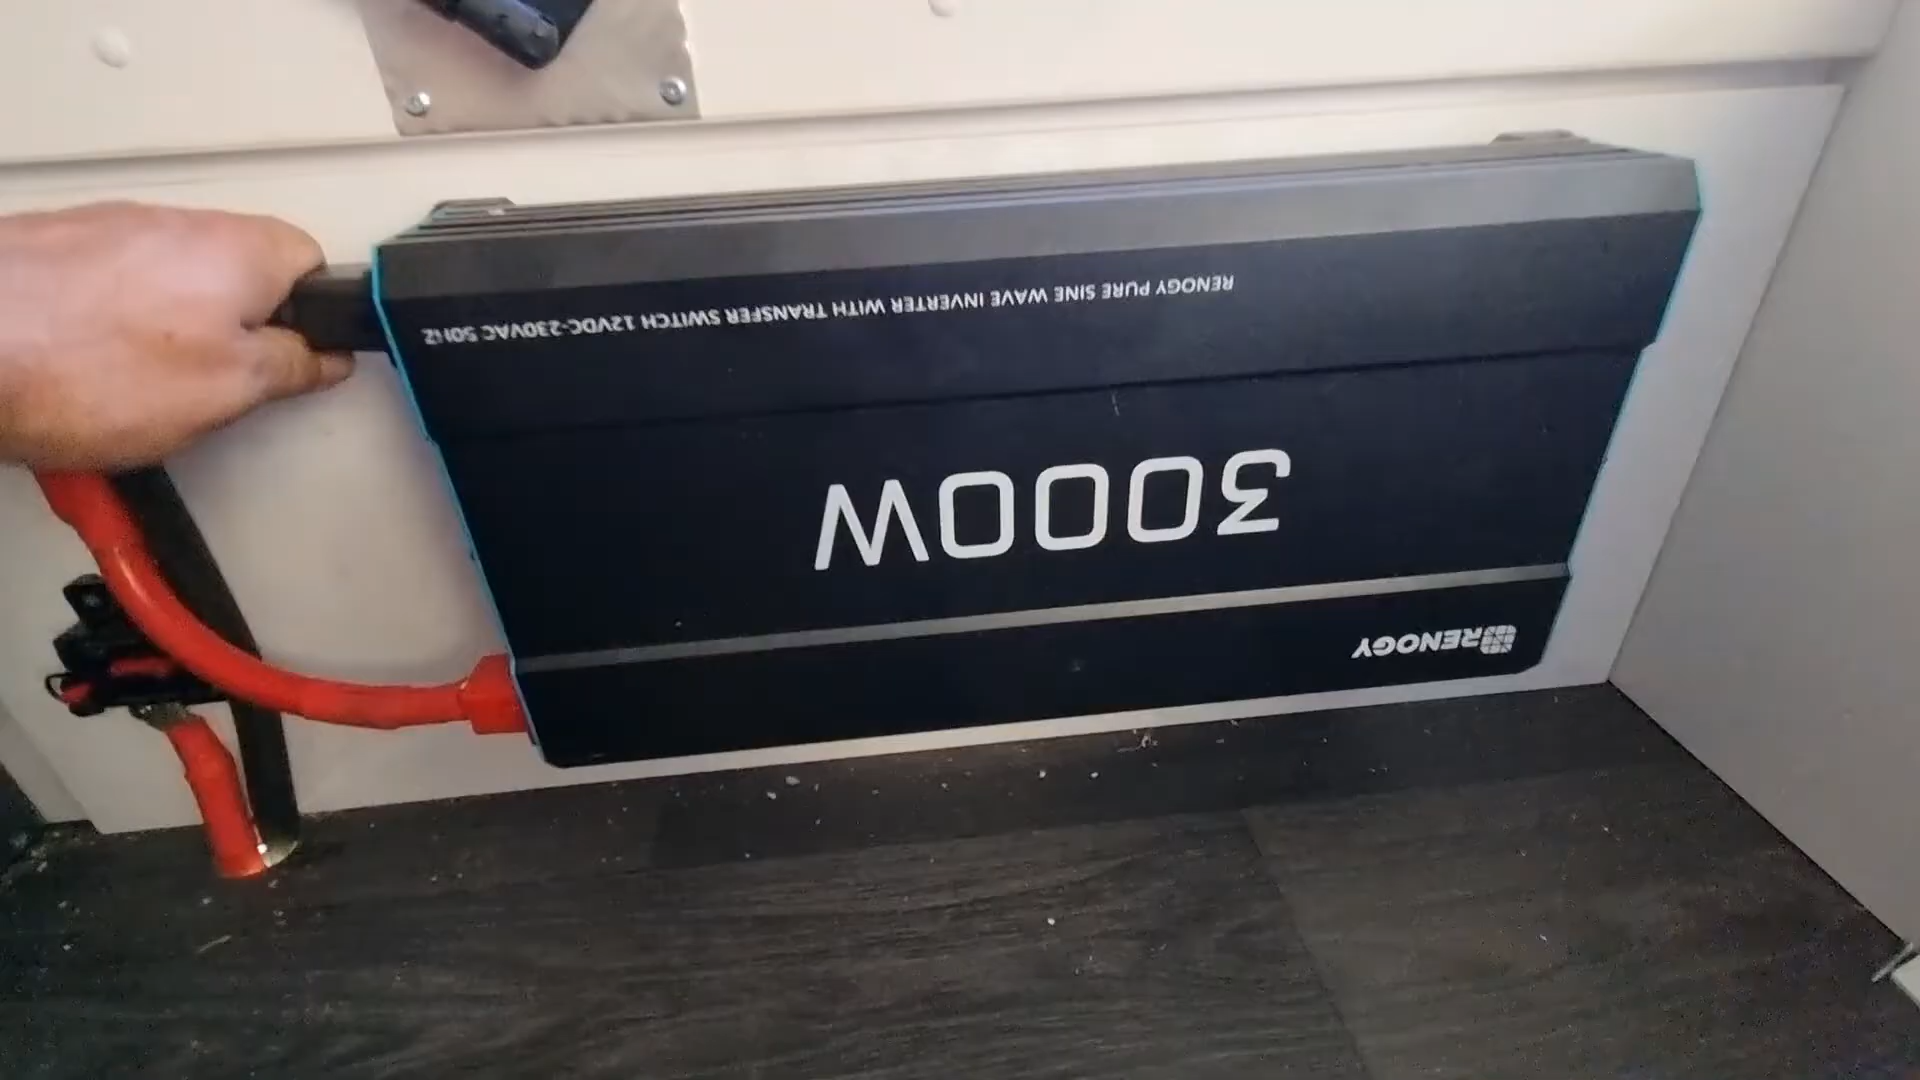 RENOGY
3000W
RENOGY PURE SINE WAVE INVERTER WITH TRANSFER SWITCH 12VDC-230VAC 50HZ